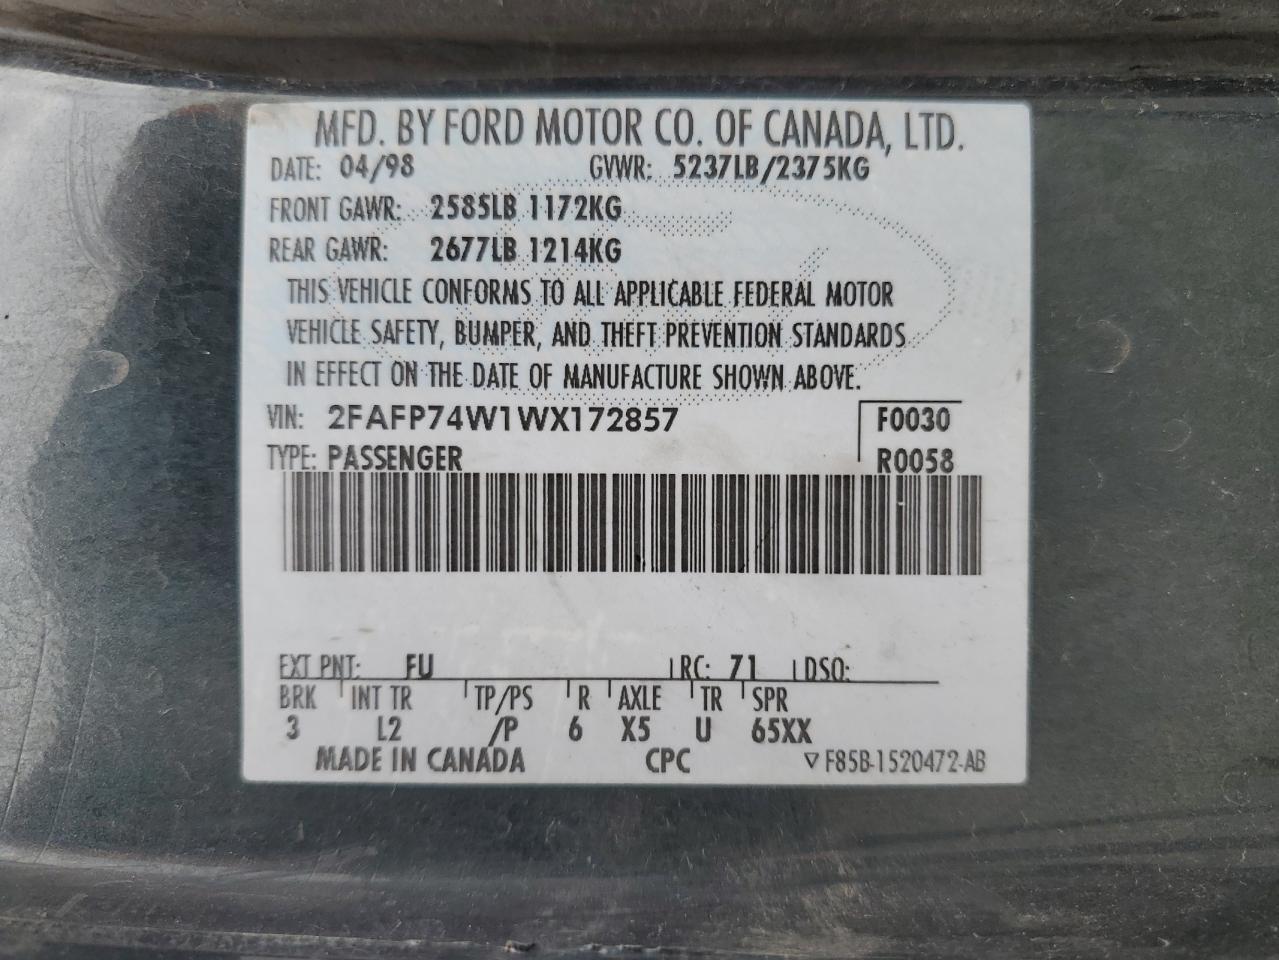 MFD. BY FORD MOTOR CO. OF CANADA, LTD.
DATE: 04/98 GVWR: 5237LB/2375KG
FRONT GAWR: 2585LB 1172KG
REAR GAWR: 2677LB 1214KG
THIS VEHICLE CONFORMS TO ALL APPLICABLE FEDERAL MOTOR
VEHICLE SAFETY, BUMPER, AND THEFT PREVENTION STANDARDS
IN EFFECT ON THE DATE OF MANUFACTURE SHOWN ABOVE.
VIN: 2FAFP74W1WX172857 F0030
TYPE: PASSENGER R0058
EXT PNT: FU RC: 71 DSO:
BRK INT TR TP/PS R AXLE TR SPR
3 L2 /P 6 X5 U 65XX
MADE IN CANADA CPC ▽ F85B-1520472-AB